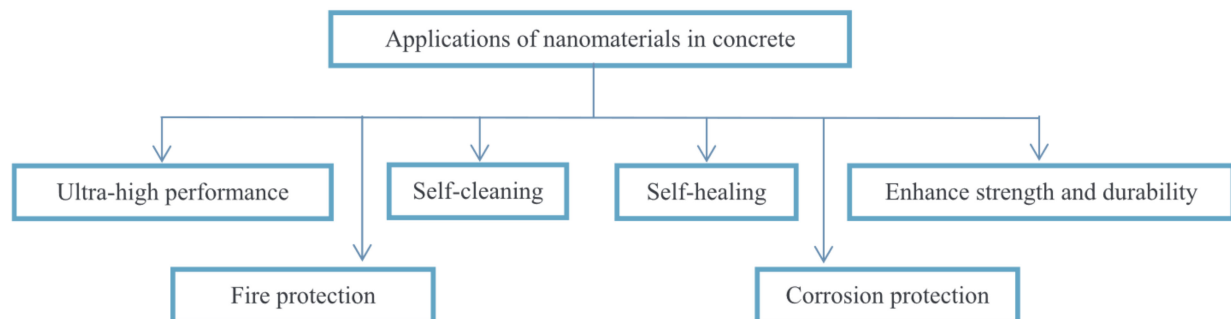 Applications of nanomaterials in concrete
Ultra-high performance
Self-cleaning
Self-healing
Enhance strength and durability
Fire protection
Corrosion protection